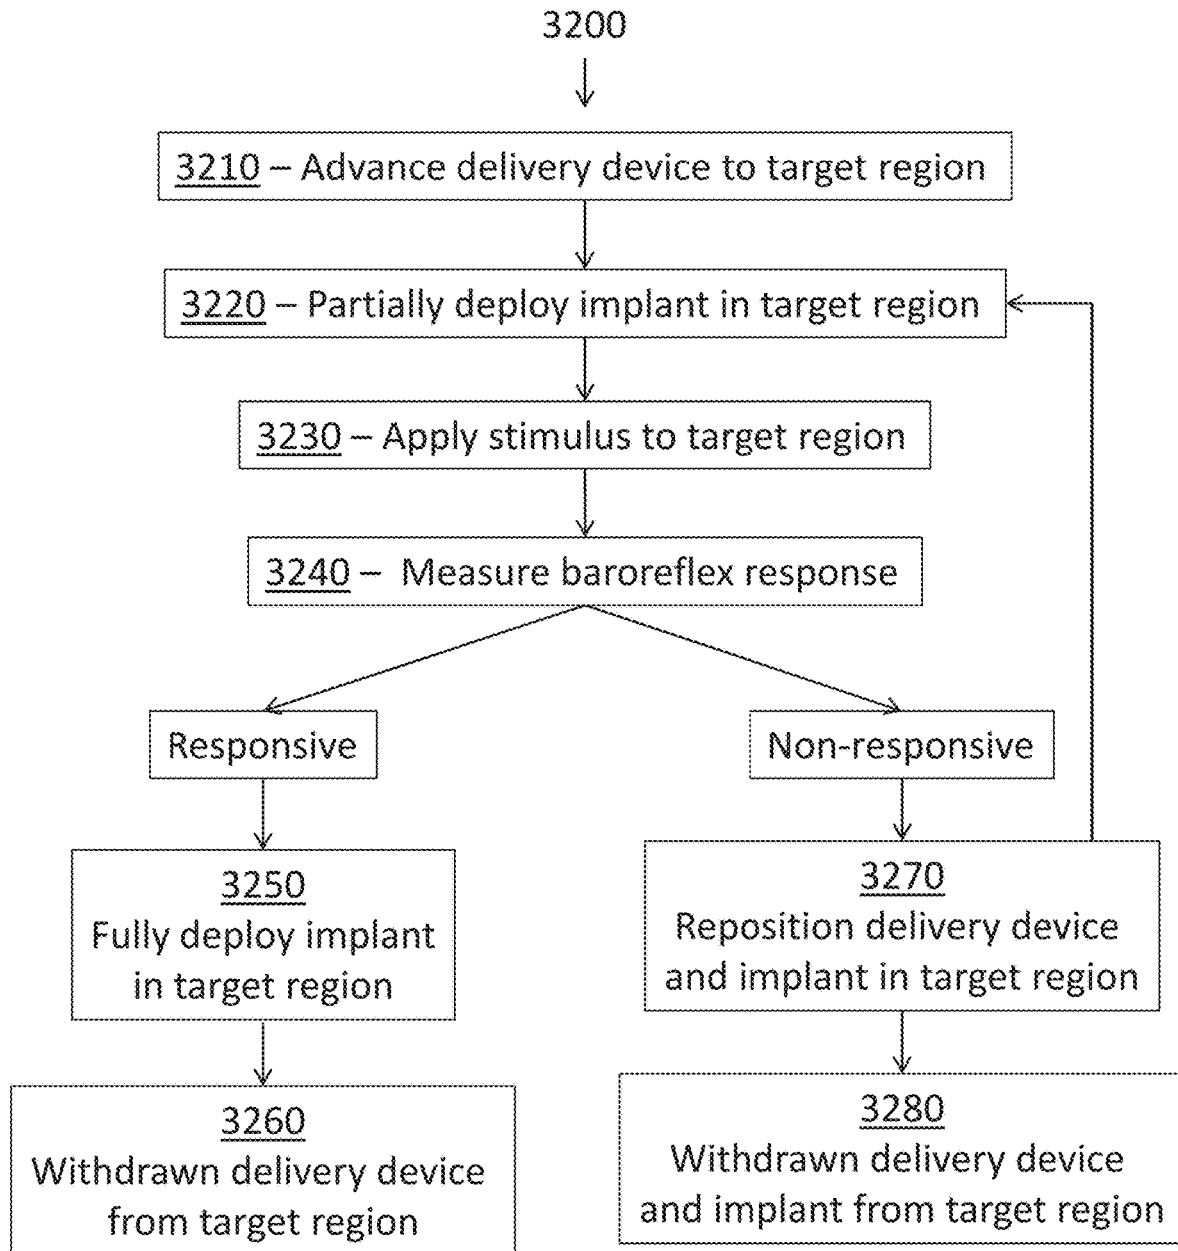 3200
3210 – Advance delivery device to target region
3220 – Partially deploy implant in target region
3230 – Apply stimulus to target region
3240 – Measure baroreflex response
Responsive
Non-responsive
3250
Fully deploy implant
in target region
3270
Reposition delivery device
and implant in target region
3260
Withdrawn delivery device
from target region
3280
Withdrawn delivery device
and implant from target region